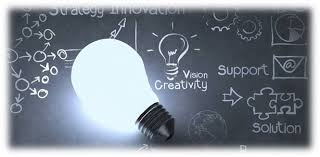 Strategy Innovation
Vision
Creativity
Support
Solution